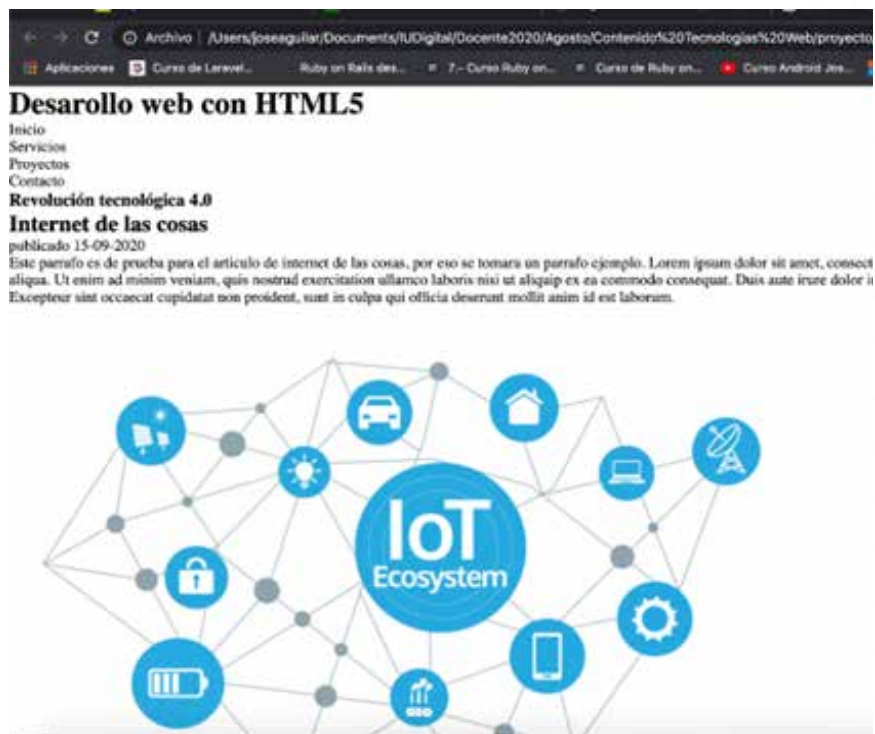 Archivo | /Users/joseaguilar/Documents/IUDigital/Docente2020/Agosto/Contenido%20Tecnologias%20Web/proyecto
Aplicaciones Curso de Laravel... Ruby on Rails des... 7.- Curso Ruby on... Curso de Ruby on... Curso Android Jos...
Desarollo web con HTML5
Inicio
Servicios
Proyectos
Contacto
Revolución tecnológica 4.0
Internet de las cosas
publicado 15-09-2020
Este parrafo es de prueba para el articulo de internet de las cosas, por eso se tomara un parrafo ejemplo. Lorem ipsum dolor sit amet, consect
aliqua. Ut enim ad minim veniam, quis nostrud exercitation ullamco laboris nisi ut aliquip ex ea commodo consequat. Duis aute irure dolor i
Excepteur sint occaecat cupidatat non proident, sunt in culpa qui officia deserunt mollit anim id est laborum.
IoT
Ecosystem